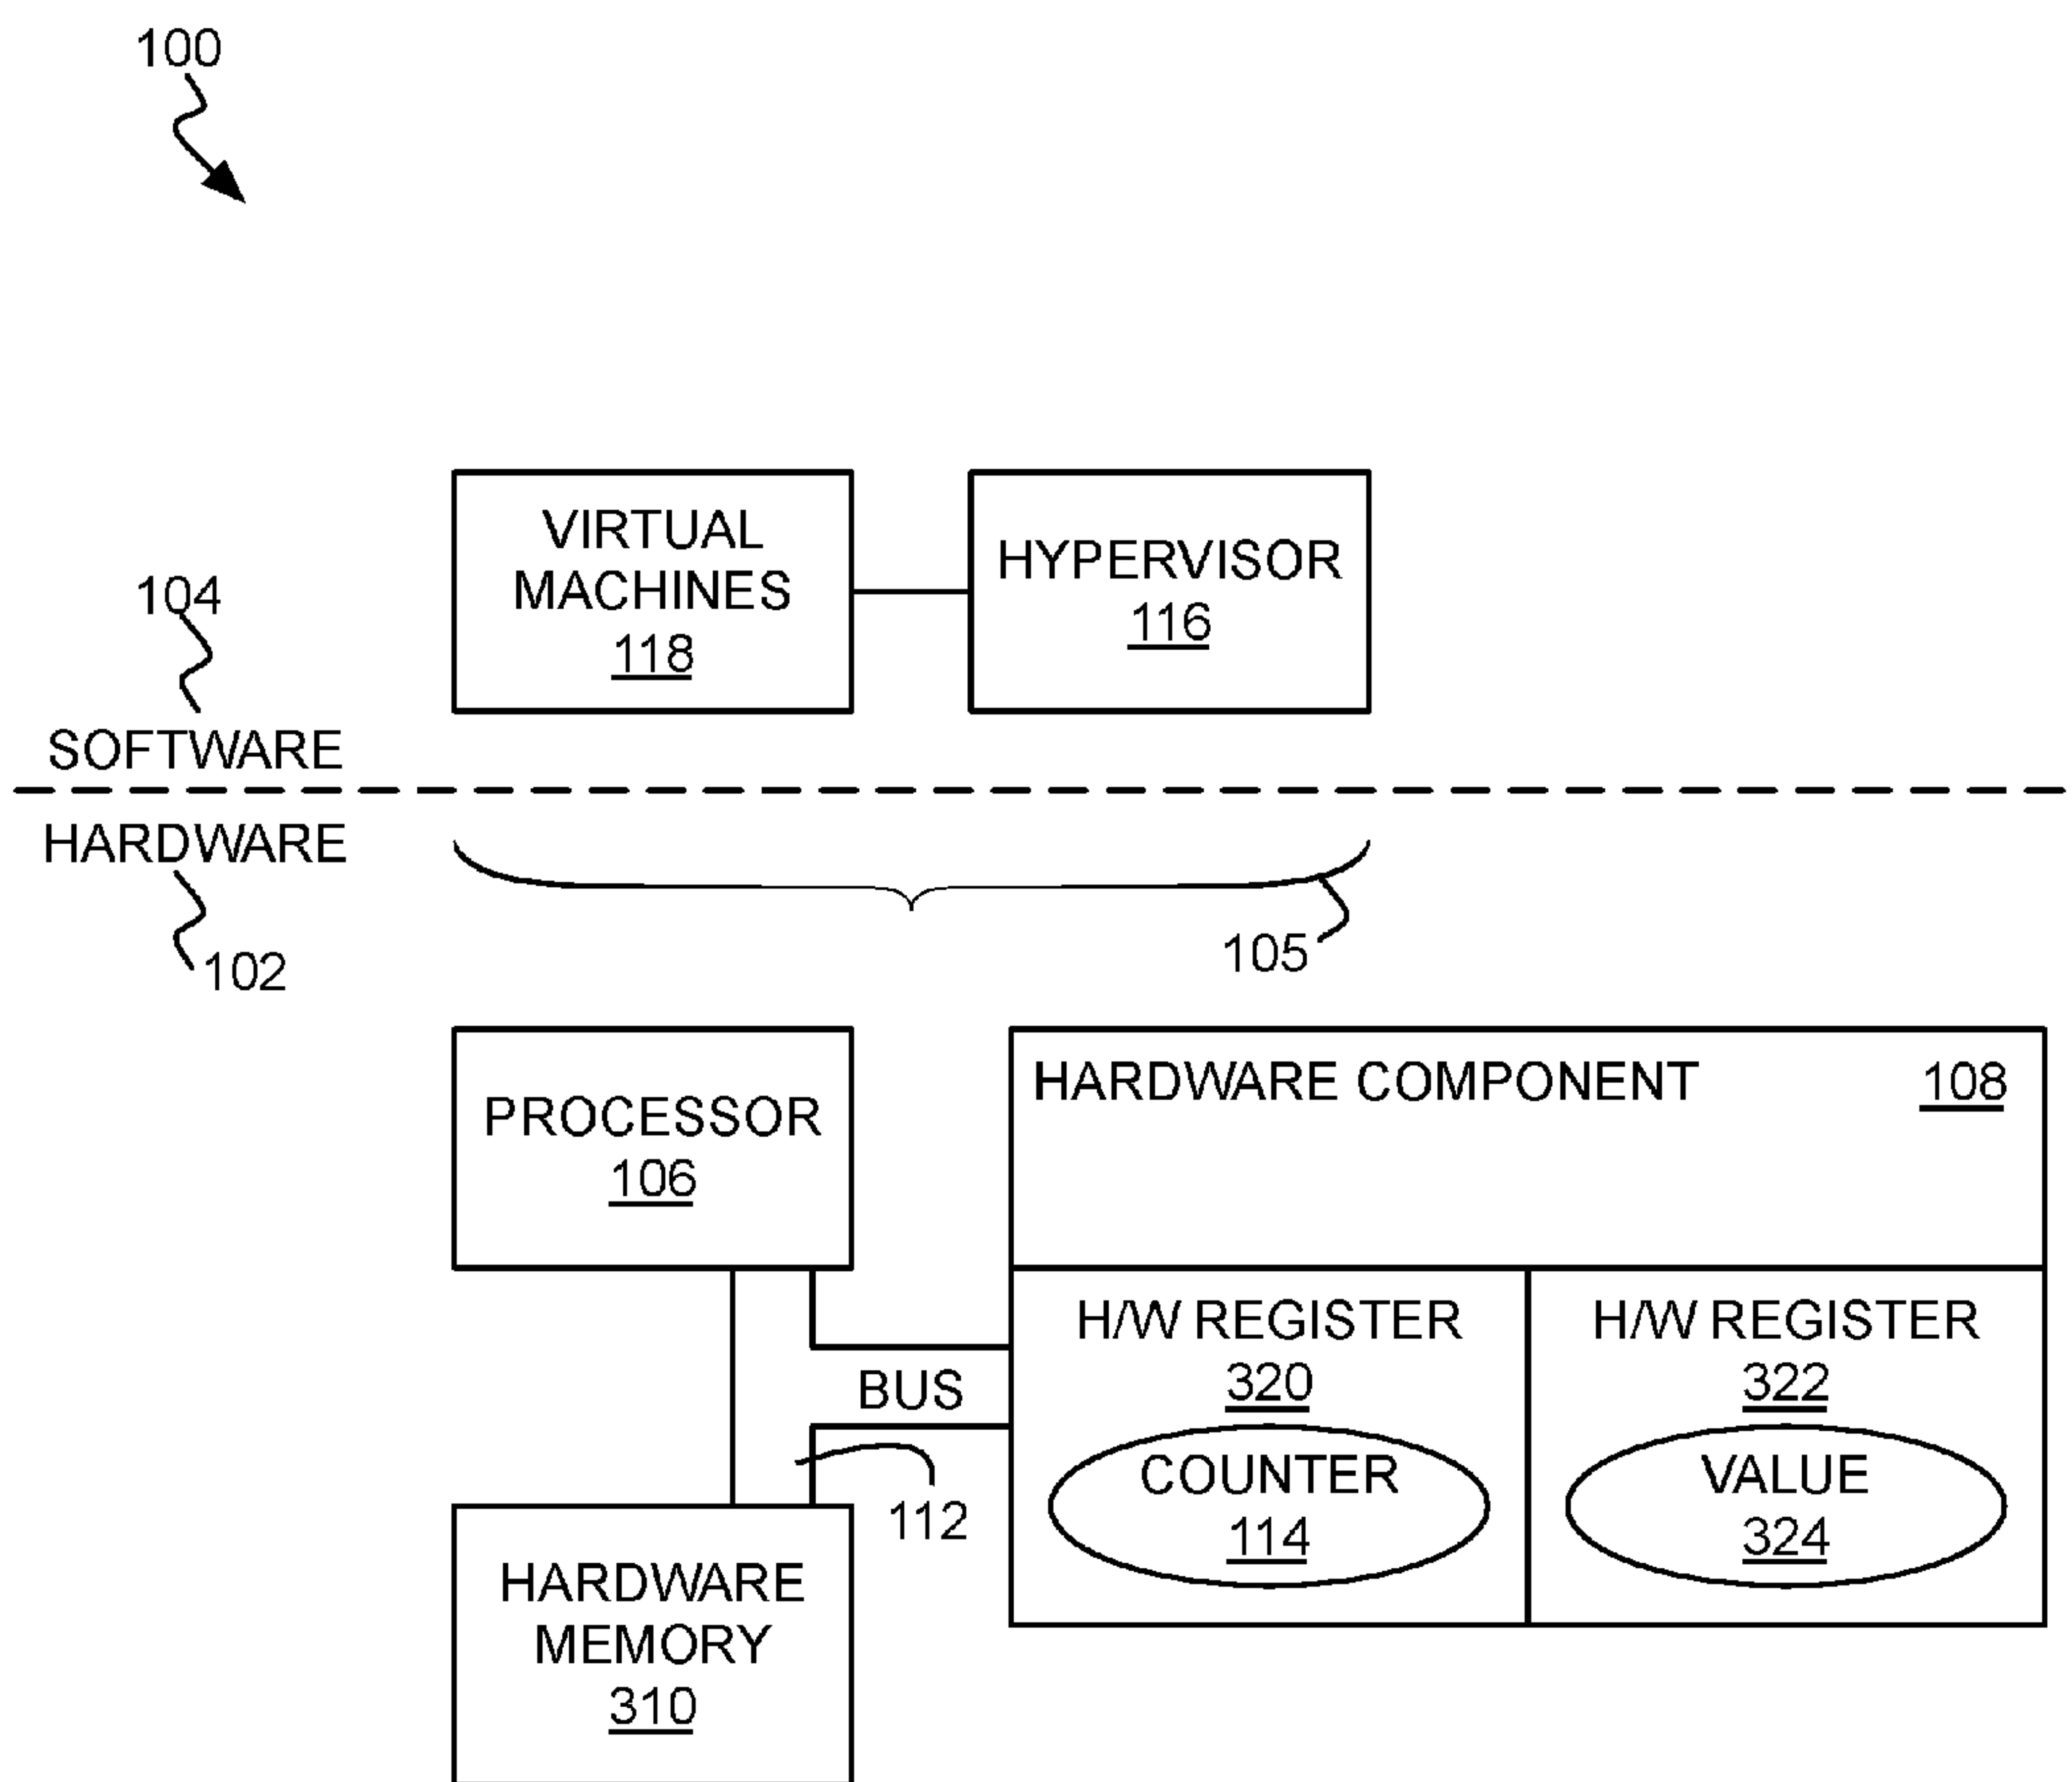 100
VIRTUAL
MACHINES
118
HYPERVISOR
116
104
SOFTWARE
HARDWARE
102
105
PROCESSOR
106
HARDWARE COMPONENT 108
BUS
112
H/W REGISTER
320
COUNTER
114
H/W REGISTER
322
VALUE
324
HARDWARE
MEMORY
310